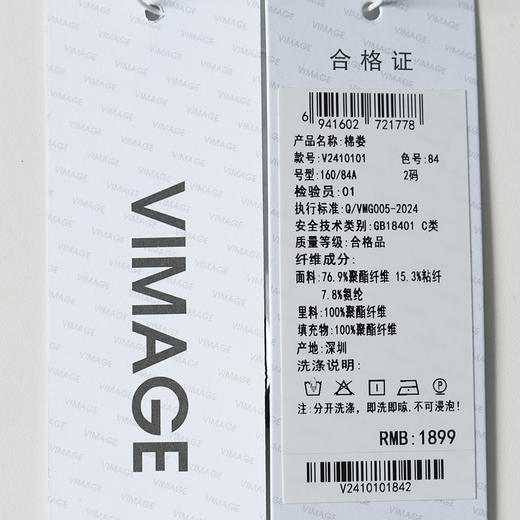 VIMAGE
合格证
6 941602 721778
产品名称:棉娄
款号:V2410101 色号:84
号型:160/84A 2码
检验员:01
执行标准:Q/VMG005-2024
安全技术类别:GB18401 C类
质量等级:合格品
纤维成分:
面料:76.9%聚酯纤维 15.3%粘纤
7.8%氨纶
里料:100%聚酯纤维
填充物:100%聚酯纤维
产地:深圳
洗涤说明:
注:分开洗涤,即洗即晾,不可浸泡!
RMB:1899
V2410101842